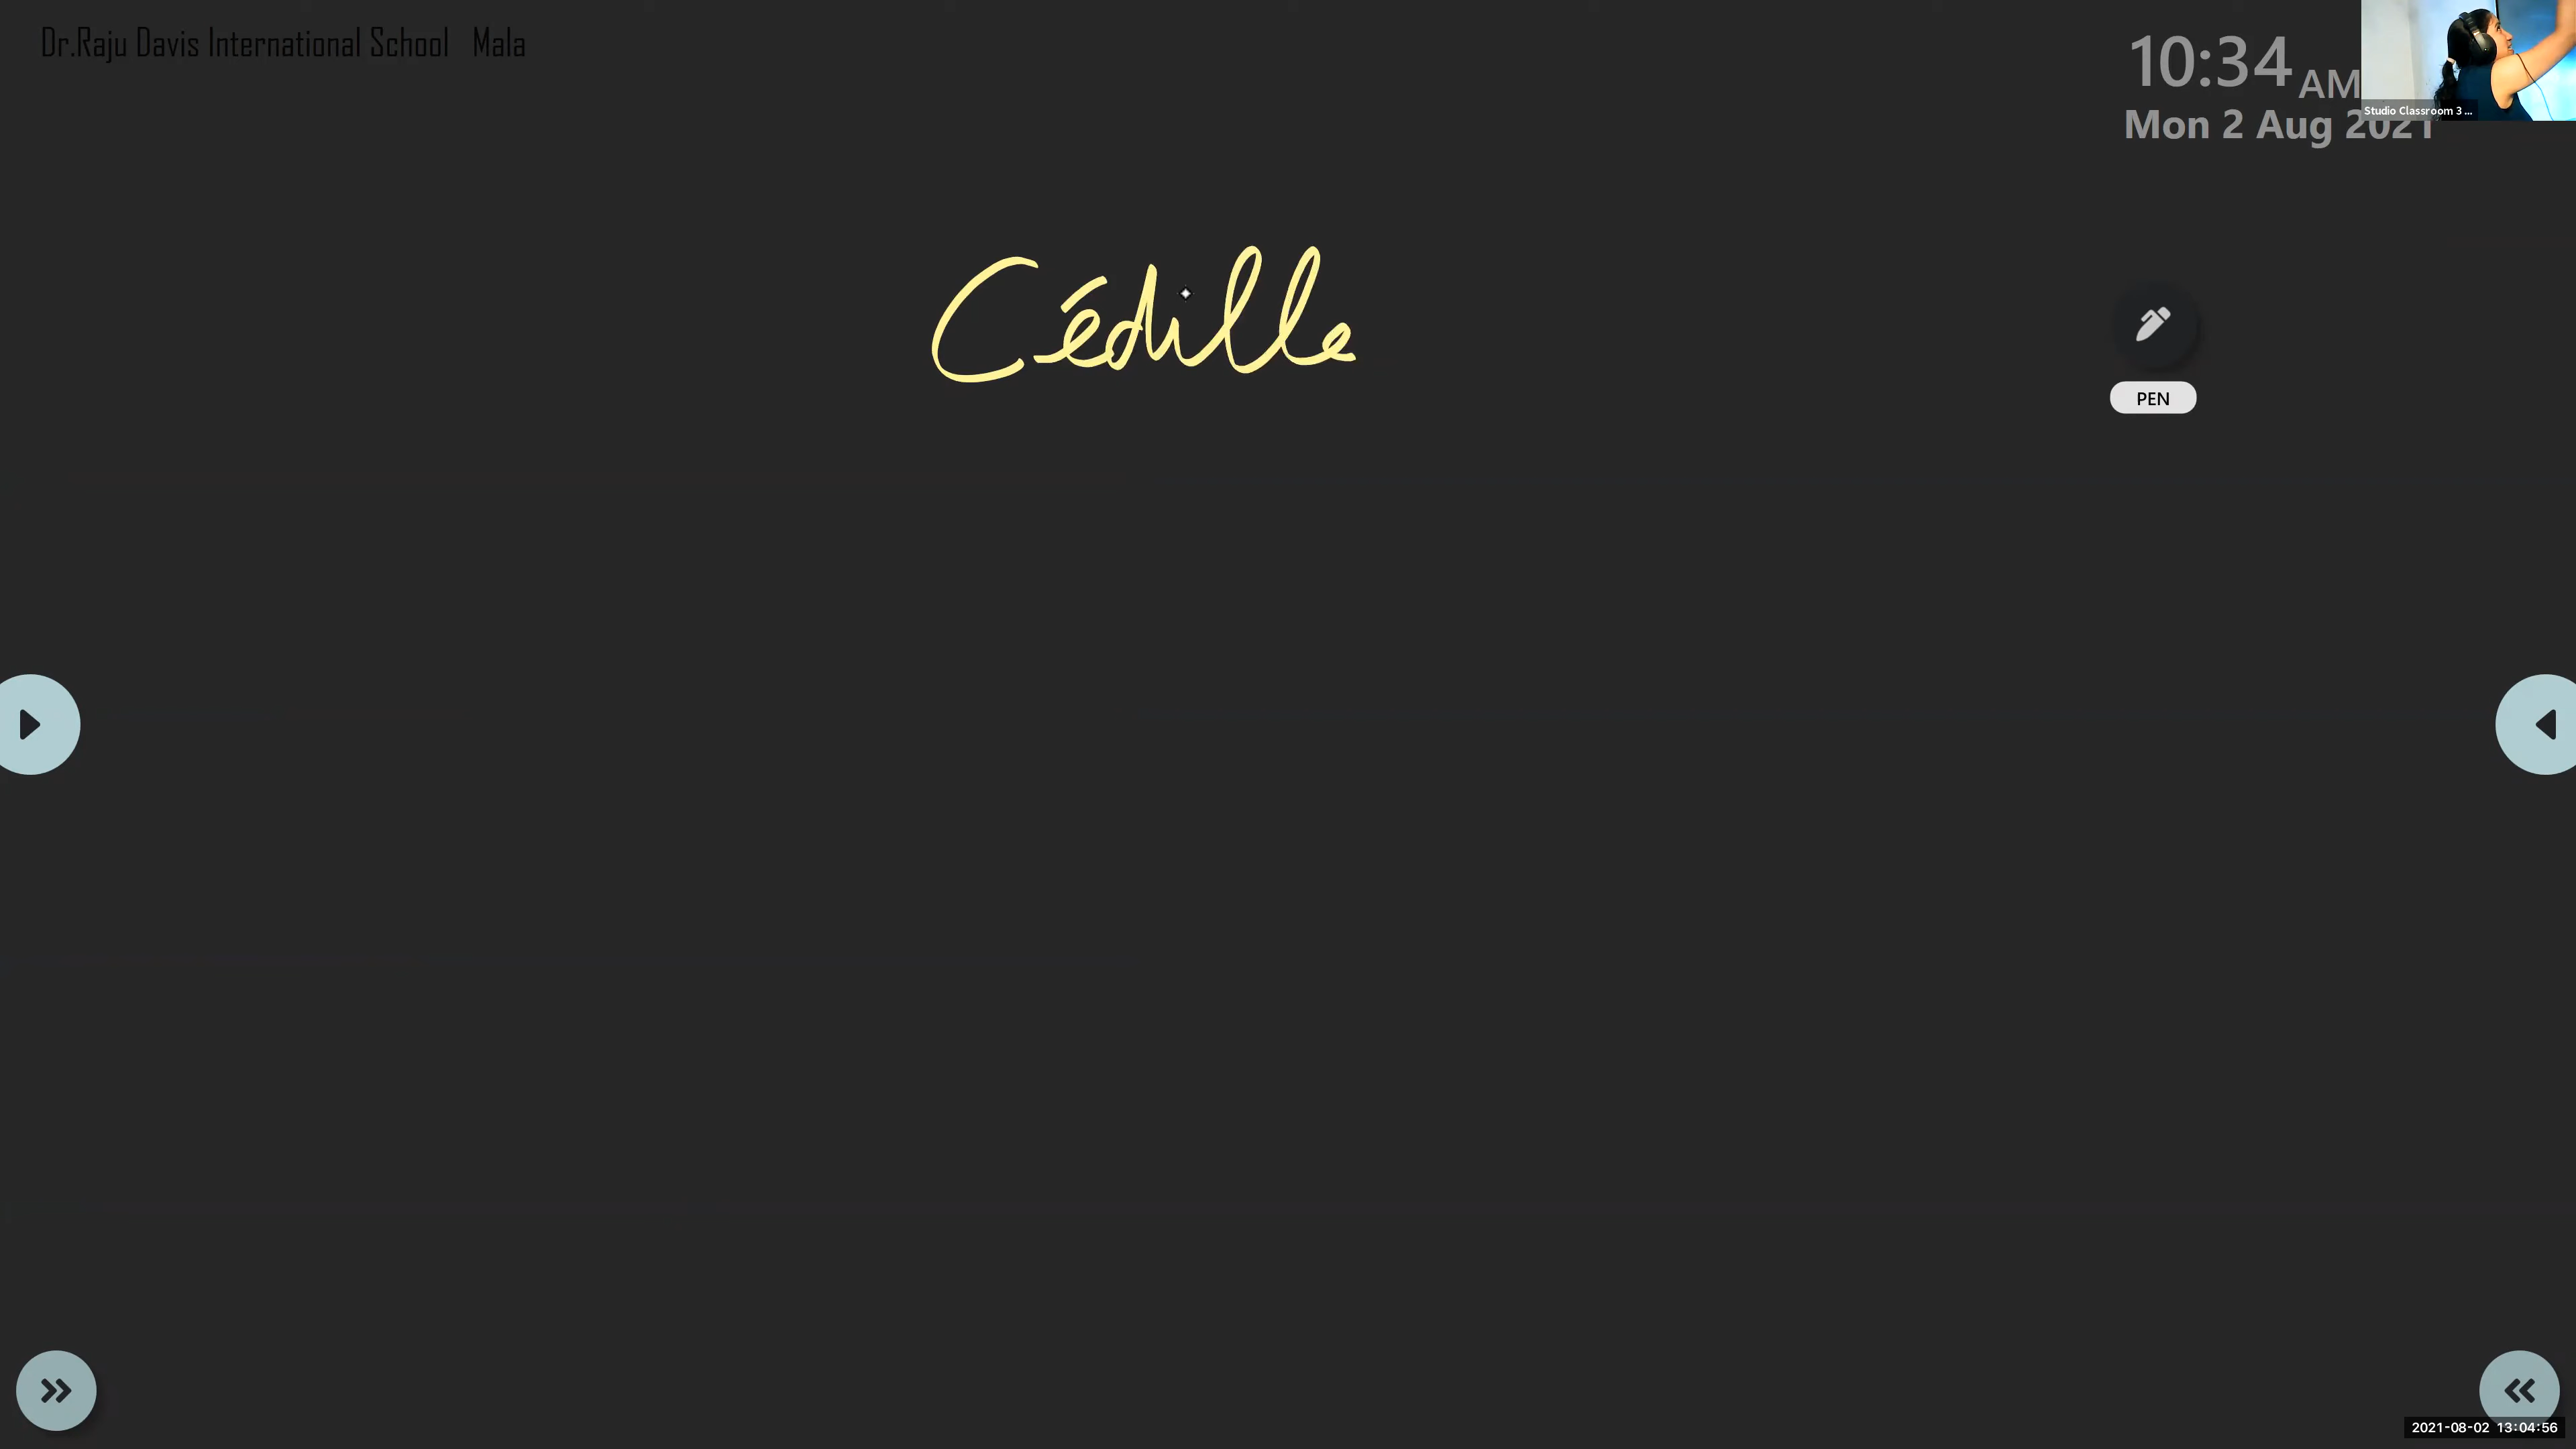 Dr.Raju Davis International School Mala
10:34 AM
Mon 2 Aug 2021
Studio Classroom 3 ...
Cédille
PEN
2021-08-02 13:04:56